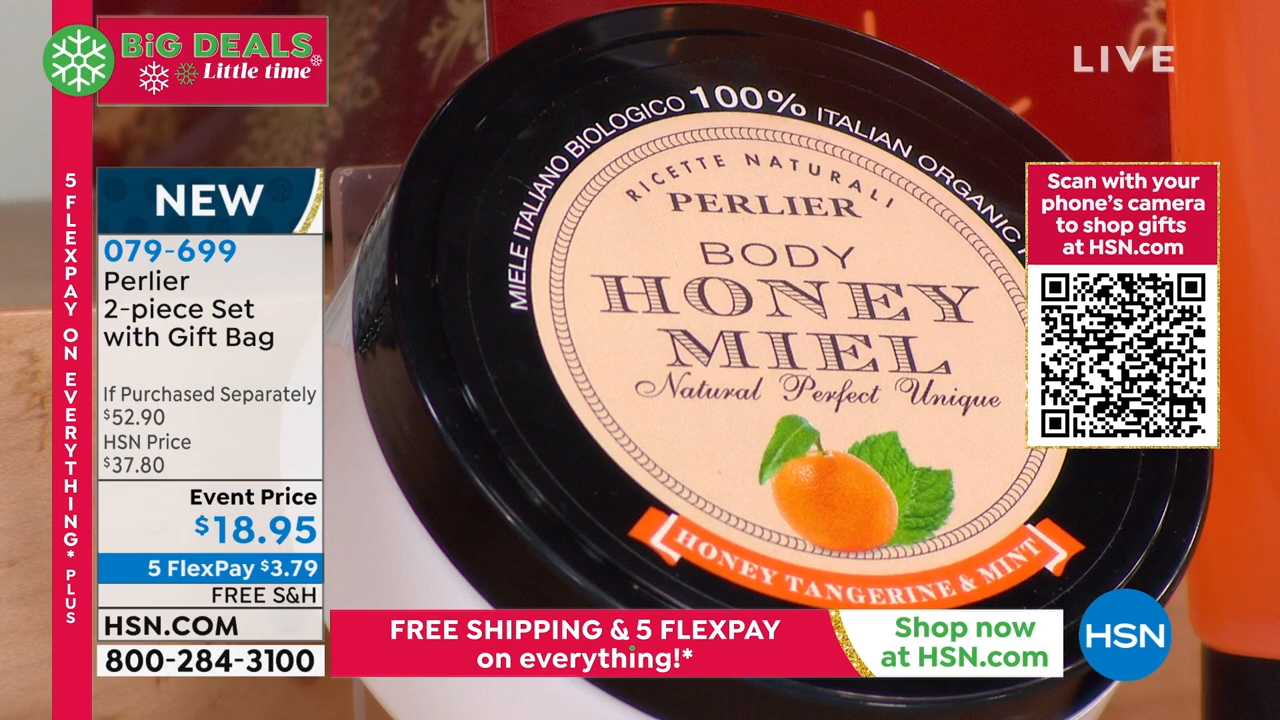 BiG DEALS
Little time
LIVE
5 FLEXPAY ON EVERYTHING* PLUS
NEW
079-699
Perlier
2-piece Set
with Gift Bag
If Purchased Separately
$52.90
HSN Price
$37.80
Event Price
$18.95
5 FlexPay $3.79
FREE S&H
HSN.COM
800-284-3100
MIELE ITALIANO BIOLOGICO 100% ITALIAN ORGANIC
RICETTE NATURALI
PERLIER
BODY
HONEY
MIEL
Natural Perfect Unique
HONEY TANGERINE & MINT
Scan with your
phone's camera
to shop gifts
at HSN.com
FREE SHIPPING & 5 FLEXPAY
on everything!*
Shop now
at HSN.com
HSN